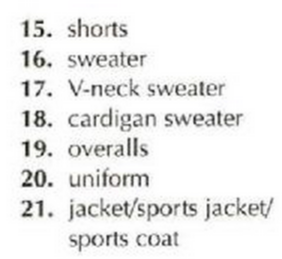 15. shorts
16. sweater
17. V-neck sweater
18. cardigan sweater
19. overalls
20. uniform
21. jacket/sports jacket/
sports coat